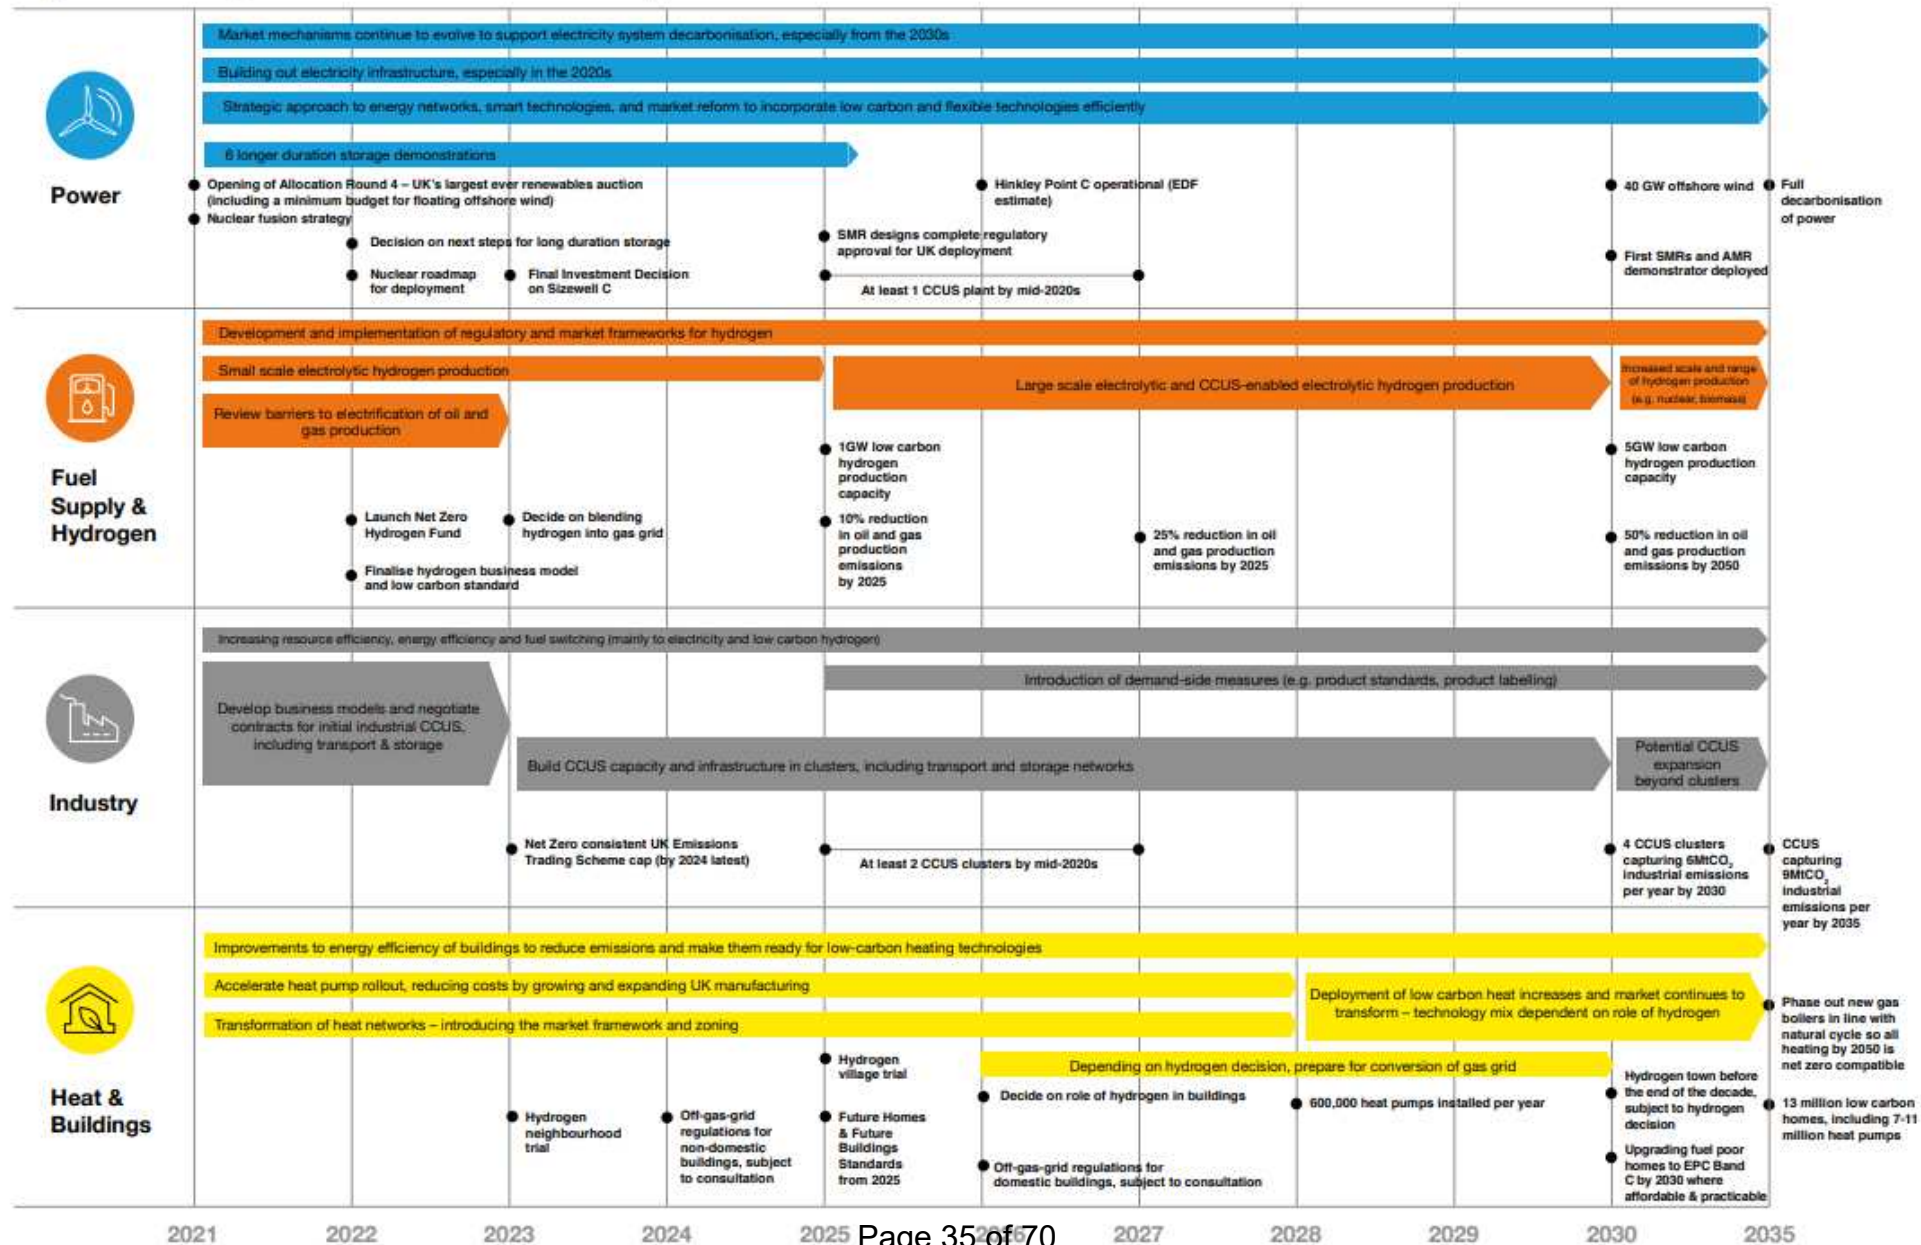 Market mechanisms continue to evolve to support electricity system decarbonisation, especially from the 2030s
Building out electricity infrastructure, especially in the 2020s
Strategic approach to energy networks, smart technologies, and market reform to incorporate low carbon and flexible technologies efficiently
6 longer duration storage demonstrations
Power
Opening of Allocation Round 4 – UK's largest ever renewables auction
(including a minimum budget for floating offshore wind)
Nuclear fusion strategy
Decision on next steps for long duration storage
Nuclear roadmap
for deployment
Final Investment Decision
on Sizewell C
SMR designs complete regulatory
approval for UK deployment
At least 1 CCUS plant by mid-2020s
Hinkley Point C operational (EDF
estimate)
40 GW offshore wind
First SMRs and AMR
demonstrator deployed
Full
decarbonisation
of power
Development and implementation of regulatory and market frameworks for hydrogen
Small scale electrolytic hydrogen production
Large scale electrolytic and CCUS-enabled electrolytic hydrogen production
Increased scale and range
of hydrogen production
(e.g. nuclear, biomass)
Review barriers to electrification of oil and
gas production
Fuel
Supply &
Hydrogen
Launch Net Zero
Hydrogen Fund
Finalise hydrogen business model
and low carbon standard
Decide on blending
hydrogen into gas grid
1GW low carbon
hydrogen
production
capacity
10% reduction
in oil and gas
production
emissions
by 2025
25% reduction in oil
and gas production
emissions by 2025
5GW low carbon
hydrogen production
capacity
50% reduction in oil
and gas production
emissions by 2050
Increasing resource efficiency, energy efficiency and fuel switching (mainly to electricity and low carbon hydrogen)
Introduction of demand-side measures (e.g. product standards, product labelling)
Develop business models and negotiate
contracts for initial industrial CCUS,
including transport & storage
Build CCUS capacity and infrastructure in clusters, including transport and storage networks
Potential CCUS
expansion
beyond clusters
Industry
Net Zero consistent UK Emissions
Trading Scheme cap (by 2024 latest)
At least 2 CCUS clusters by mid-2020s
4 CCUS clusters
capturing 6MtCO₂
industrial emissions
per year by 2030
CCUS
capturing
9MtCO₂
industrial
emissions per
year by 2035
Improvements to energy efficiency of buildings to reduce emissions and make them ready for low-carbon heating technologies
Accelerate heat pump rollout, reducing costs by growing and expanding UK manufacturing
Transformation of heat networks – introducing the market framework and zoning
Deployment of low carbon heat increases and market continues to
transform – technology mix dependent on role of hydrogen
Depending on hydrogen decision, prepare for conversion of gas grid
Heat &
Buildings
Hydrogen
neighbourhood
trial
Off-gas-grid
regulations for
non-domestic
buildings, subject
to consultation
Hydrogen
village trial
Future Homes
& Future
Buildings
Standards
from 2025
Decide on role of hydrogen in buildings
Off-gas-grid regulations for
domestic buildings, subject to consultation
600,000 heat pumps installed per year
Hydrogen town before
the end of the decade,
subject to hydrogen
decision
Upgrading fuel poor
homes to EPC Band
C by 2030 where
affordable & practicable
Phase out new gas
boilers in line with
natural cycle so all
heating by 2050 is
net zero compatible
13 million low carbon
homes, including 7-11
million heat pumps
2021 2022 2023 2024 2025 2026 2027 2028 2029 2030 2035
Page 35 of 70